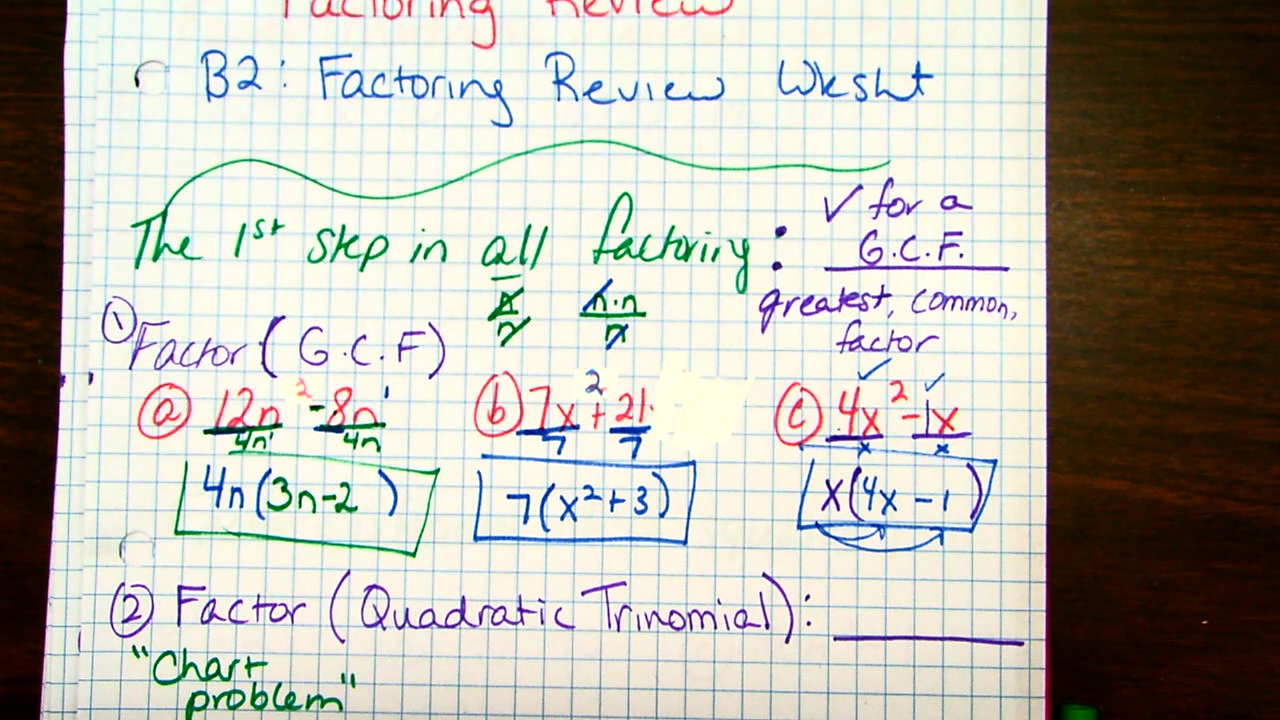 Factoring Review
B2: Factoring Review Wksht
The 1st step in all factoring: ✓ for a
G.C.F.
greatest, common,
factor
n/n n·n/n
① Factor (G.C.F)
ⓐ 12n² - 8n¹ ⓑ 7x² + 21 ⓒ 4x² - 1x
4n¹ 4n 7 7 x x
4n(3n-2) 7(x²+3) x(4x - 1)
② Factor (Quadratic Trinomial):
"Chart
problem"